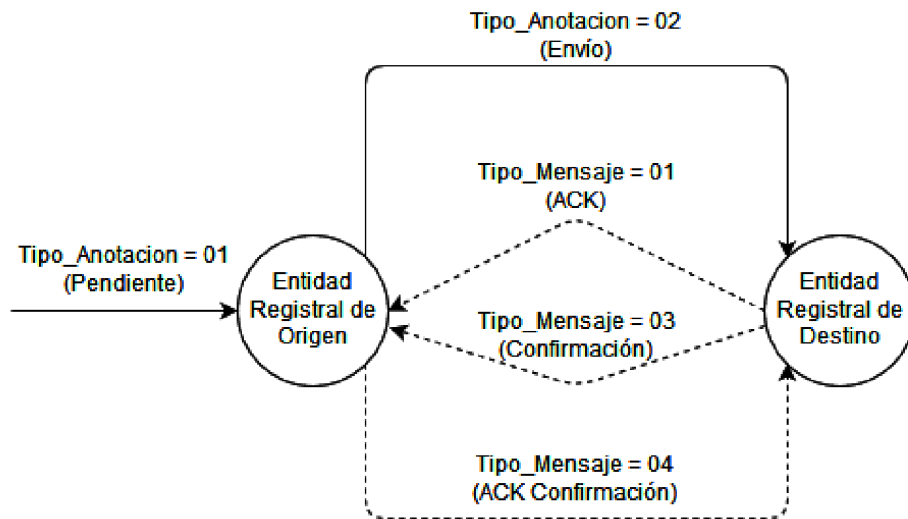 Tipo_Anotacion = 02
(Envío)
Tipo_Mensaje = 01
(ACK)
Tipo_Anotacion = 01
(Pendiente)
Entidad
Registral de
Origen
Entidad
Registral de
Destino
Tipo_Mensaje = 03
(Confirmación)
Tipo_Mensaje = 04
(ACK Confirmación)